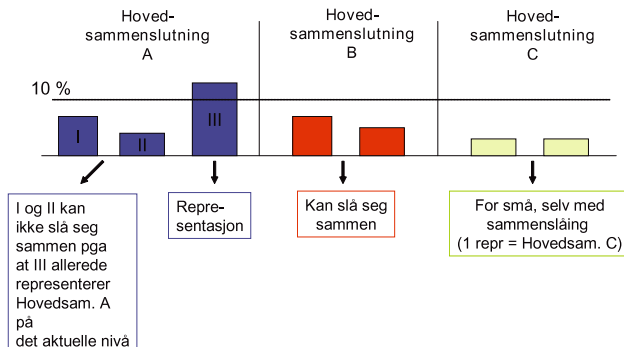 Hoved-
sammenslutning
A
Hoved-
sammenslutning
B
Hoved-
sammenslutning
C
10 %
I
II
III
I og II kan
ikke slå seg
sammen pga
at III allerede
representerer
Hovedsam. A
på
det aktuelle nivå
Repre-
sentasjon
Kan slå seg
sammen
For små, selv med
sammenslåing
(1 repr = Hovedsam. C)